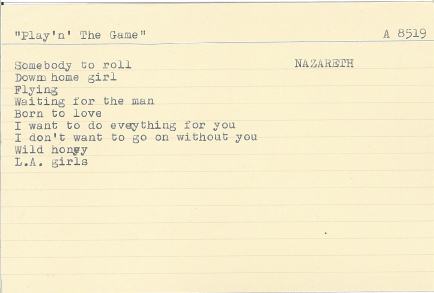 "Play'n' The Game" A 8519
Somebody to roll NAZARETH
Down home girl
Flying
Waiting for the man
Born to love
I want to do eveything for you
I don't want to go on without you
Wild honey
L.A. girls